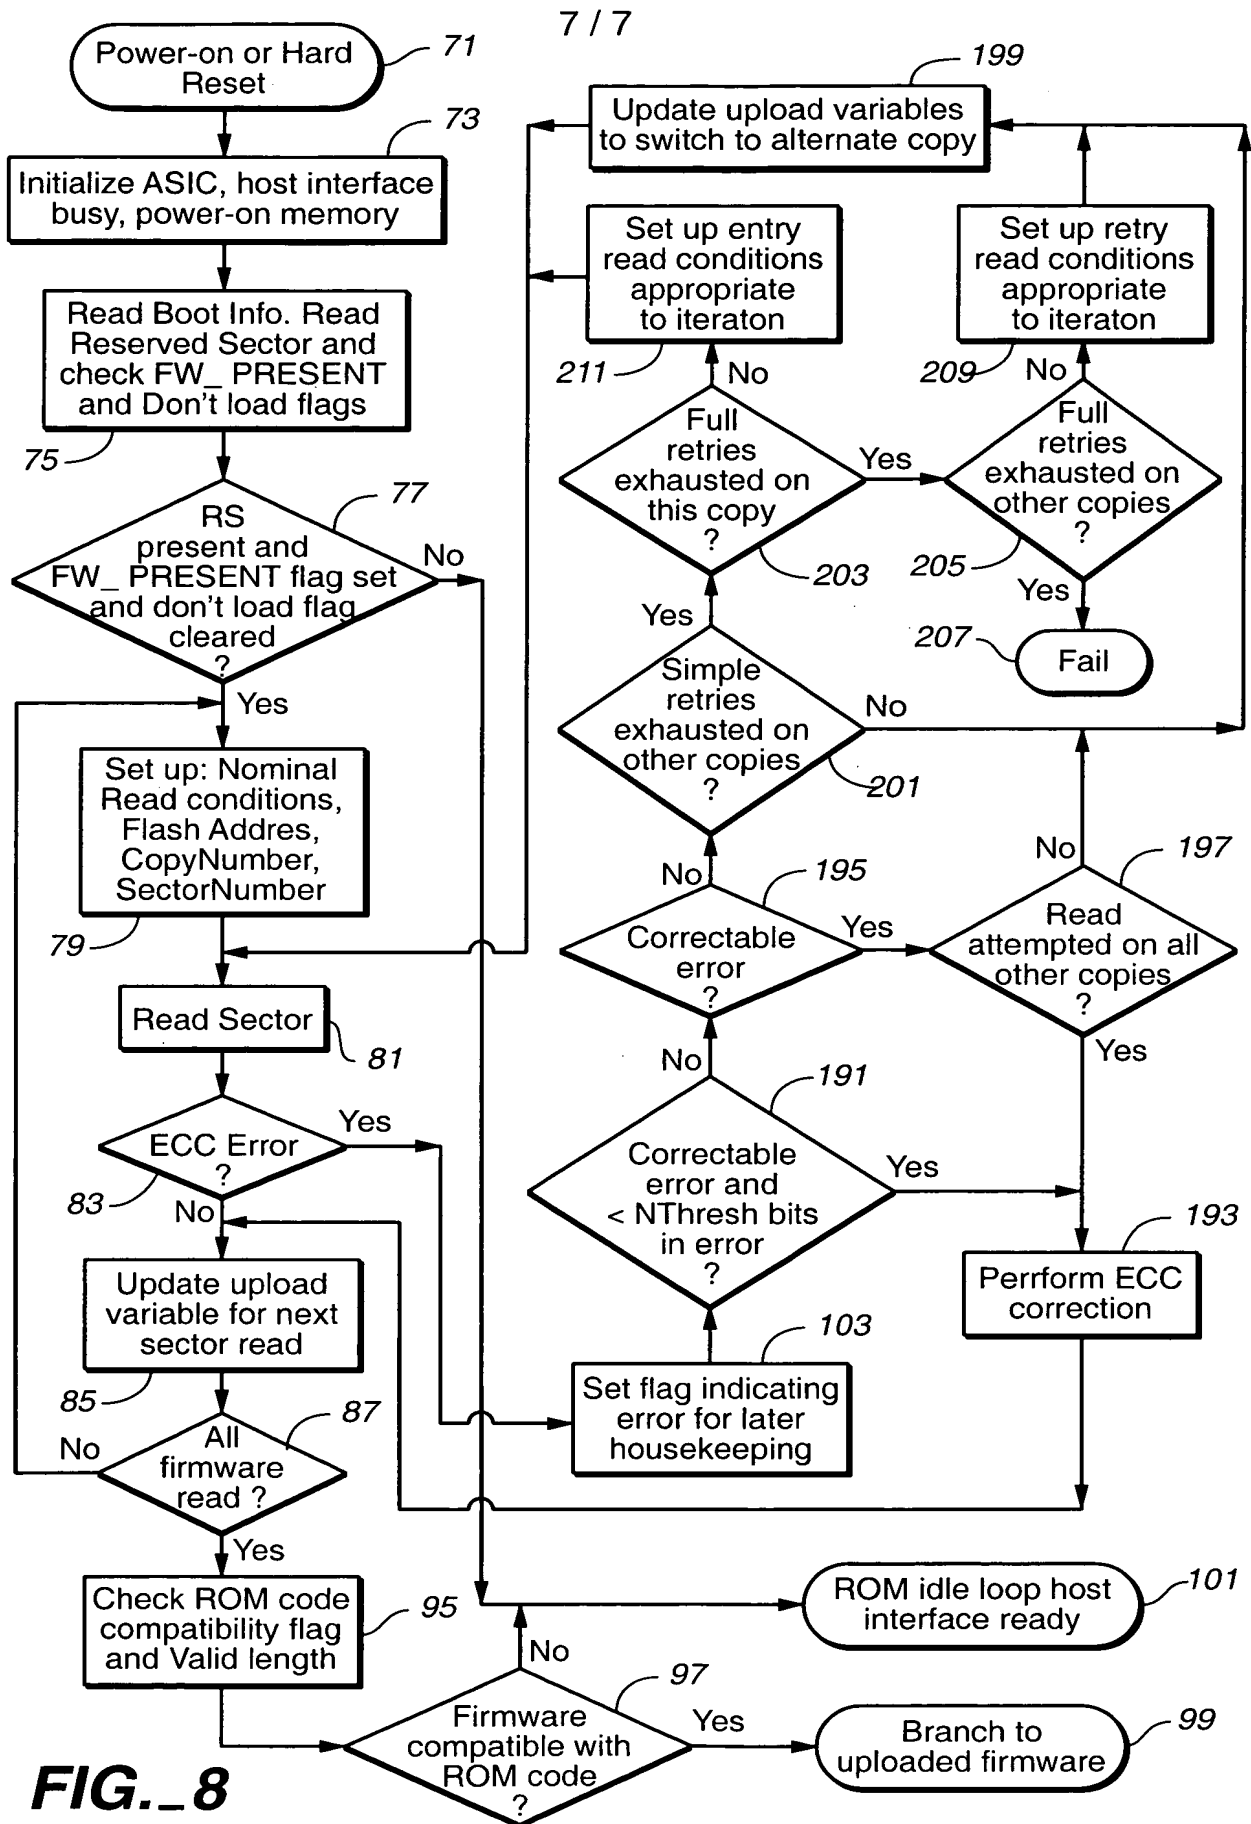 7 / 7
Power-on or Hard
Reset
71
73
Initialize ASIC, host interface
busy, power-on memory
Read Boot Info. Read
Reserved Sector and
check FW_ PRESENT
and Don't load flags
75
77
RS
present and
FW_ PRESENT flag set
and don't load flag
cleared
?
No
Yes
Set up: Nominal
Read conditions,
Flash Addres,
CopyNumber,
SectorNumber
79
Read Sector
81
ECC Error
?
Yes
83
No
Update upload
variable for next
sector read
85
87
All
firmware
read ?
No
Yes
Check ROM code
compatibility flag
and Valid length
95
199
Update upload variables
to switch to alternate copy
Set up entry
read conditions
appropriate
to iteraton
211
No
Set up retry
read conditions
appropriate
to iteraton
209
No
Full
retries
exhausted on
this copy
?
Yes
203
Full
retries
exhausted on
other copies
?
205
Yes
207
Fail
Yes
Simple
retries
exhausted on
other copies
?
No
201
No
195
Correctable
error
?
Yes
No
197
Read
attempted on all
other copies
?
Yes
No
191
Correctable
error and
< NThresh bits
in error
?
Yes
193
Perrform ECC
correction
103
Set flag indicating
error for later
housekeeping
ROM idle loop host
interface ready
101
No
97
Firmware
compatible with
ROM code
?
Yes
Branch to
uploaded firmware
99
FIG._8